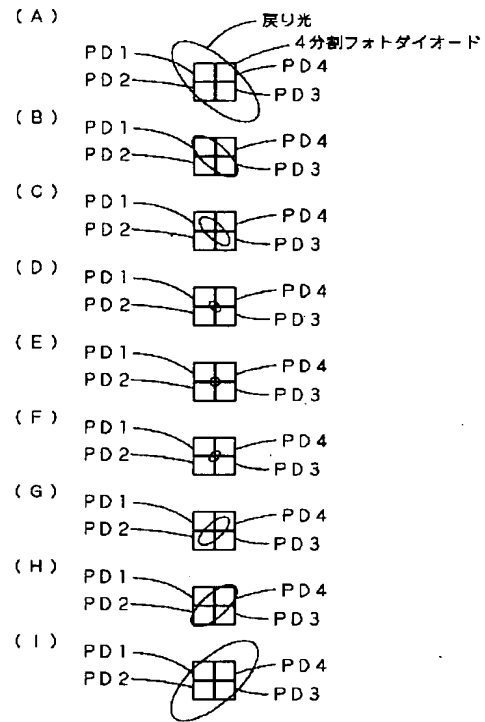 (A)
戻り光
4分割フォトダイオード
PD1
PD4
PD2
PD3
(B)
PD1
PD4
PD2
PD3
(C)
PD1
PD4
PD2
PD3
(D)
PD1
PD4
PD2
PD3
(E)
PD1
PD4
PD2
PD3
(F)
PD1
PD4
PD2
PD3
(G)
PD1
PD4
PD2
PD3
(H)
PD1
PD4
PD2
PD3
(I)
PD1
PD4
PD2
PD3